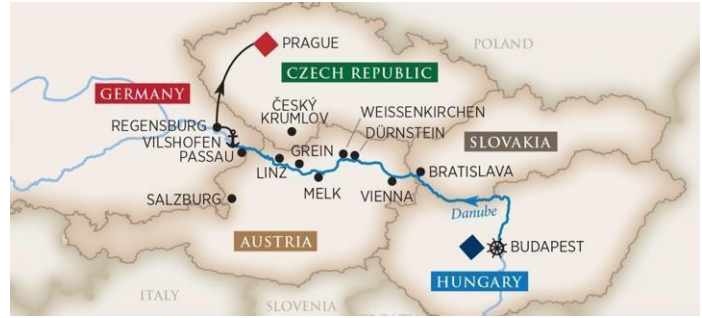 PRAGUE
POLAND
CZECH REPUBLIC
GERMANY
ČESKÝ
KRUMLOV
WEISSENKIRCHEN
DÜRNSTEIN
REGENSBURG
VILSHOFEN
PASSAU
GREIN
SLOVAKIA
LINZ
MELK
VIENNA
BRATISLAVA
SALZBURG
Danube
AUSTRIA
BUDAPEST
HUNGARY
ITALY
SLOVENIA